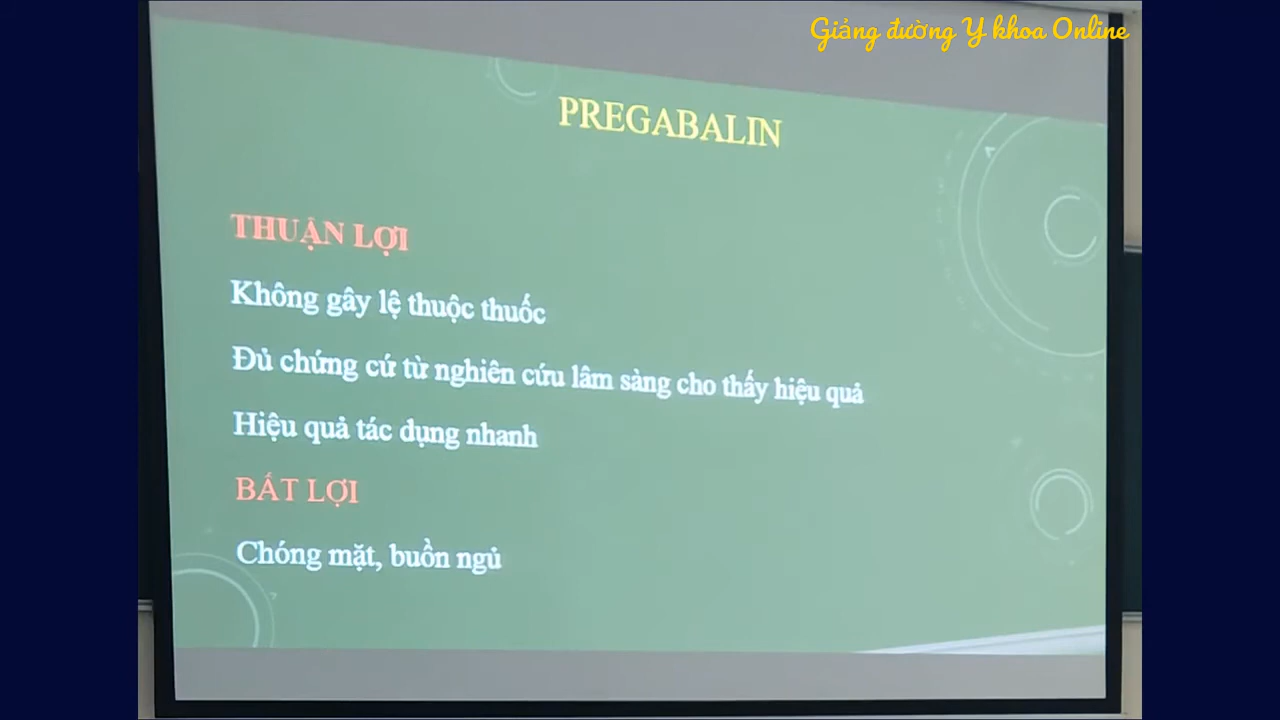 Giảng đường Y khoa Online
PREGABALIN
THUẬN LỢI
Không gây lệ thuộc thuốc
Đủ chứng cứ từ nghiên cứu lâm sàng cho thấy hiệu quả
Hiệu quả tác dụng nhanh
BẤT LỢI
Chóng mặt, buồn ngủ